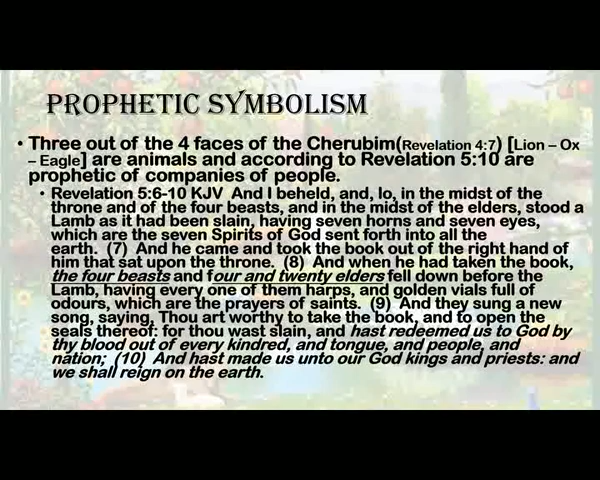 PROPHETIC SYMBOLISM
• Three out of the 4 faces of the Cherubim(Revelation 4:7) [Lion – Ox
– Eagle] are animals and according to Revelation 5:10 are
prophetic of companies of people.
• Revelation 5:6-10 KJV And I beheld, and, lo, in the midst of the
throne and of the four beasts, and in the midst of the elders, stood a
Lamb as it had been slain, having seven horns and seven eyes,
which are the seven Spirits of God sent forth into all the
earth. (7) And he came and took the book out of the right hand of
him that sat upon the throne. (8) And when he had taken the book,
the four beasts and four and twenty elders fell down before the
Lamb, having every one of them harps, and golden vials full of
odours, which are the prayers of saints. (9) And they sung a new
song, saying, Thou art worthy to take the book, and to open the
seals thereof: for thou wast slain, and hast redeemed us to God by
thy blood out of every kindred, and tongue, and people, and
nation; (10) And hast made us unto our God kings and priests: and
we shall reign on the earth.